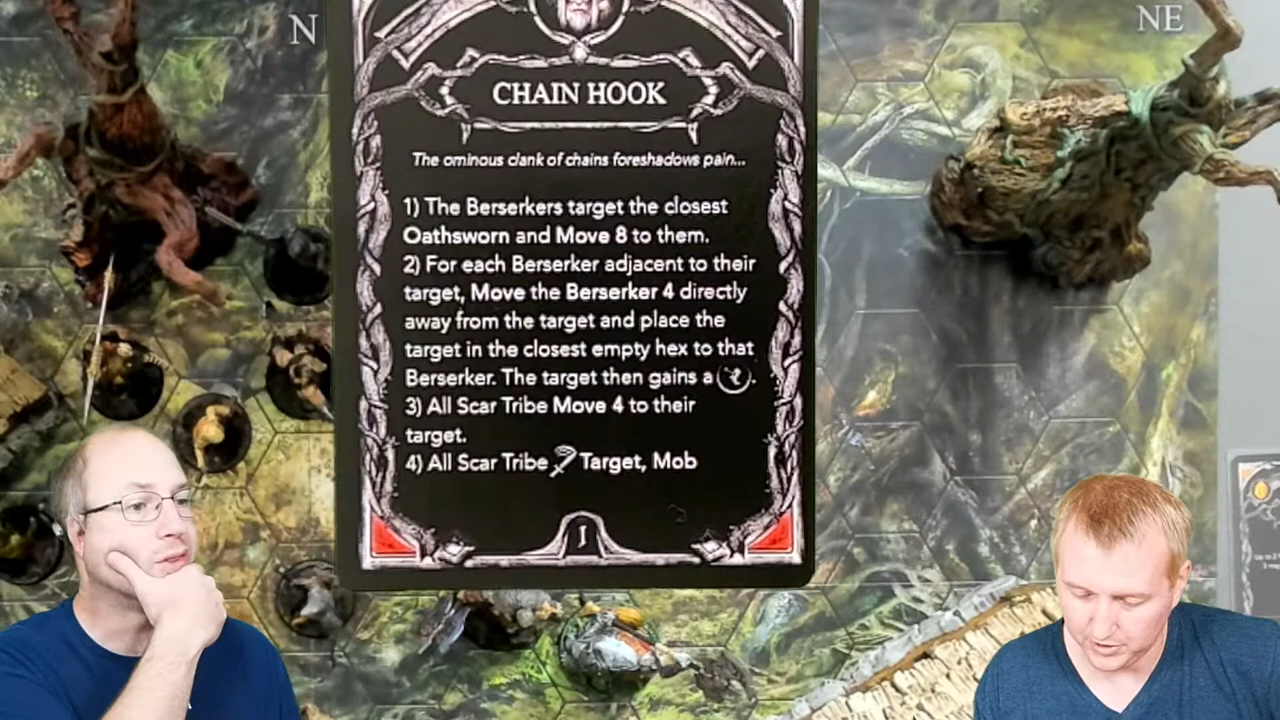 N
NE
CHAIN HOOK
The ominous clank of chains foreshadows pain...
1) The Berserkers target the closest
Oathsworn and Move 8 to them.
2) For each Berserker adjacent to their
target, Move the Berserker 4 directly
away from the target and place the
target in the closest empty hex to that
Berserker. The target then gains a .
3) All Scar Tribe Move 4 to their
target.
4) All Scar Tribe Target, Mob
I